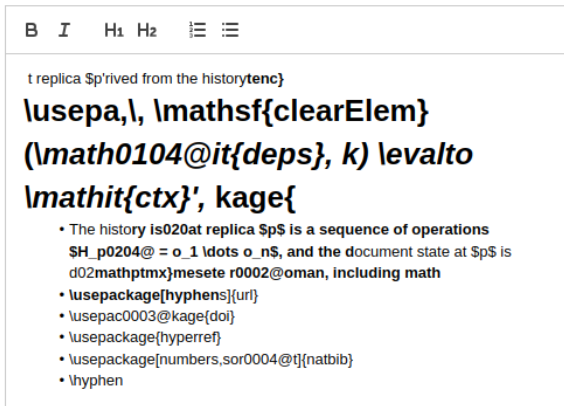 B I H1 H2
t replica $p'rived from the historytenc}
\usepa,\, \mathsf{clearElem}
(\math0104@it{deps}, k) \evalto
\mathit{ctx}', kage{
• The history is020at replica $p$ is a sequence of operations
$H_p0204@ = o_1 \dots o_n$, and the document state at $p$ is
d02mathptmx}mesete r0002@oman, including math
• \usepackage[hyphens]{url}
• \usepac0003@kage{doi}
• \usepackage{hyperref}
• \usepackage[numbers,sor0004@t]{natbib}
• \hyphen